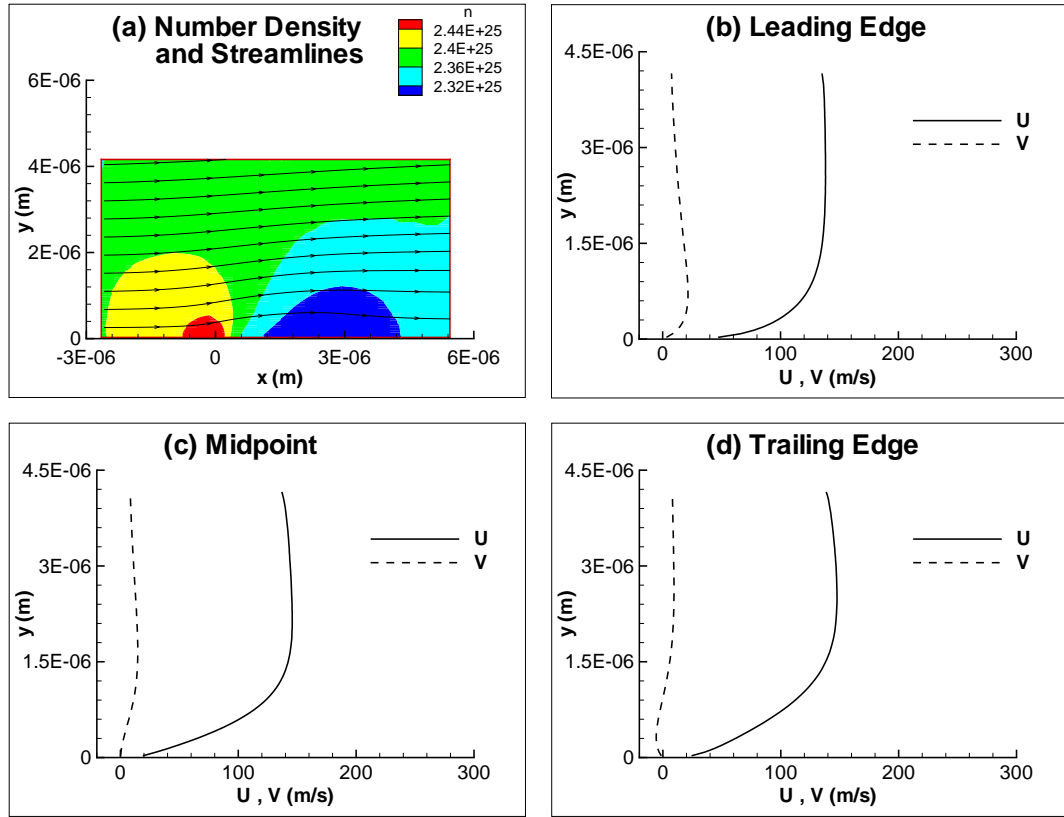 (a) Number Density
and Streamlines
n
2.44E+25
2.4E+25
2.36E+25
2.32E+25
y (m)
6E-06
4E-06
2E-06
0
-3E-06 0 3E-06 6E-06
x (m)
(b) Leading Edge
y (m)
4.5E-06
3E-06
1.5E-06
0
U
V
0 100 200 300
U , V (m/s)
(c) Midpoint
y (m)
4.5E-06
3E-06
1.5E-06
0
U
V
0 100 200 300
U , V (m/s)
(d) Trailing Edge
y (m)
4.5E-06
3E-06
1.5E-06
0
U
V
0 100 200 300
U , V (m/s)